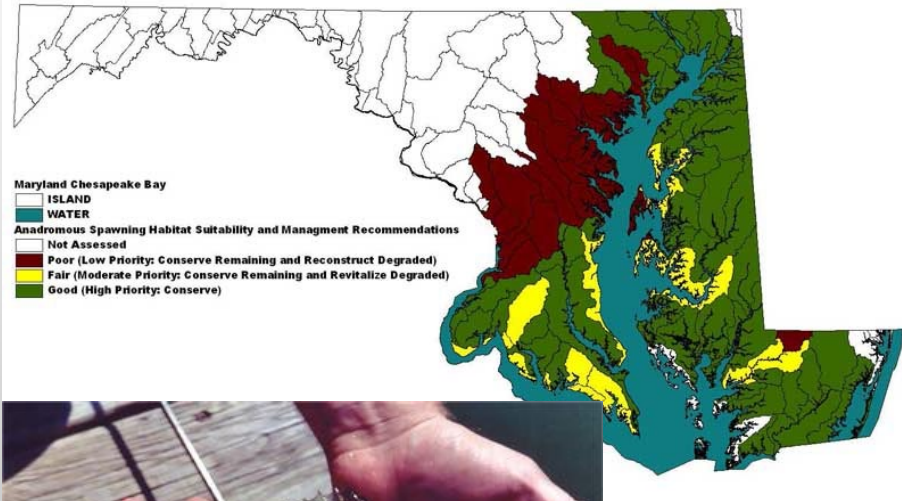 Maryland Chesapeake Bay
ISLAND
WATER
Anadromous Spawning Habitat Suitability and Managment Recommendations
Not Assessed
Poor (Low Priority: Conserve Remaining and Reconstruct Degraded)
Fair (Moderate Priority: Conserve Remaining and Revitalize Degraded)
Good (High Priority: Conserve)